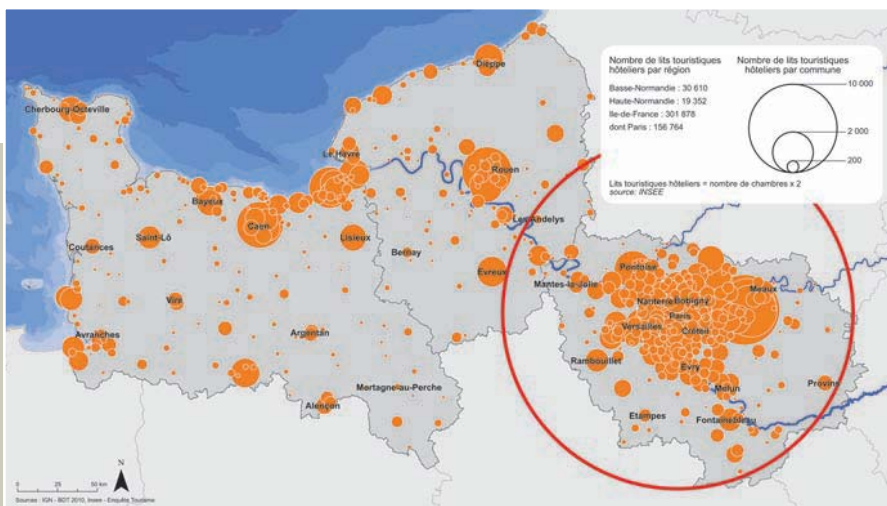 Nombre de lits touristiques
hôteliers par région
Basse-Normandie : 30 610
Haute-Normandie : 19 352
Ile-de-France : 301 878
dont Paris : 156 764
Nombre de lits touristiques
hôteliers par commune
10 000
2 000
200
Lits touristiques hôteliers = nombre de chambres x 2
source: INSEE
Dieppe
Cherbourg-Octeville
Le Havre
Rouen
Bayeux
Caen
Les Andelys
Saint-Lô
Lisieux
Coutances
Bernay
Evreux
Mantes-la-Jolie
Pontoise
Meaux
Nanterre
Bobigny
Paris
Vire
Versailles
Créteil
Argentan
Avranches
Rambouillet
Evry
Melun
Provins
Mortagne-au-Perche
Alençon
Etampes
Fontainebleau
N
0 25 50 km
Sources : IGN - BDT 2010, Insee - Enquête Tourisme